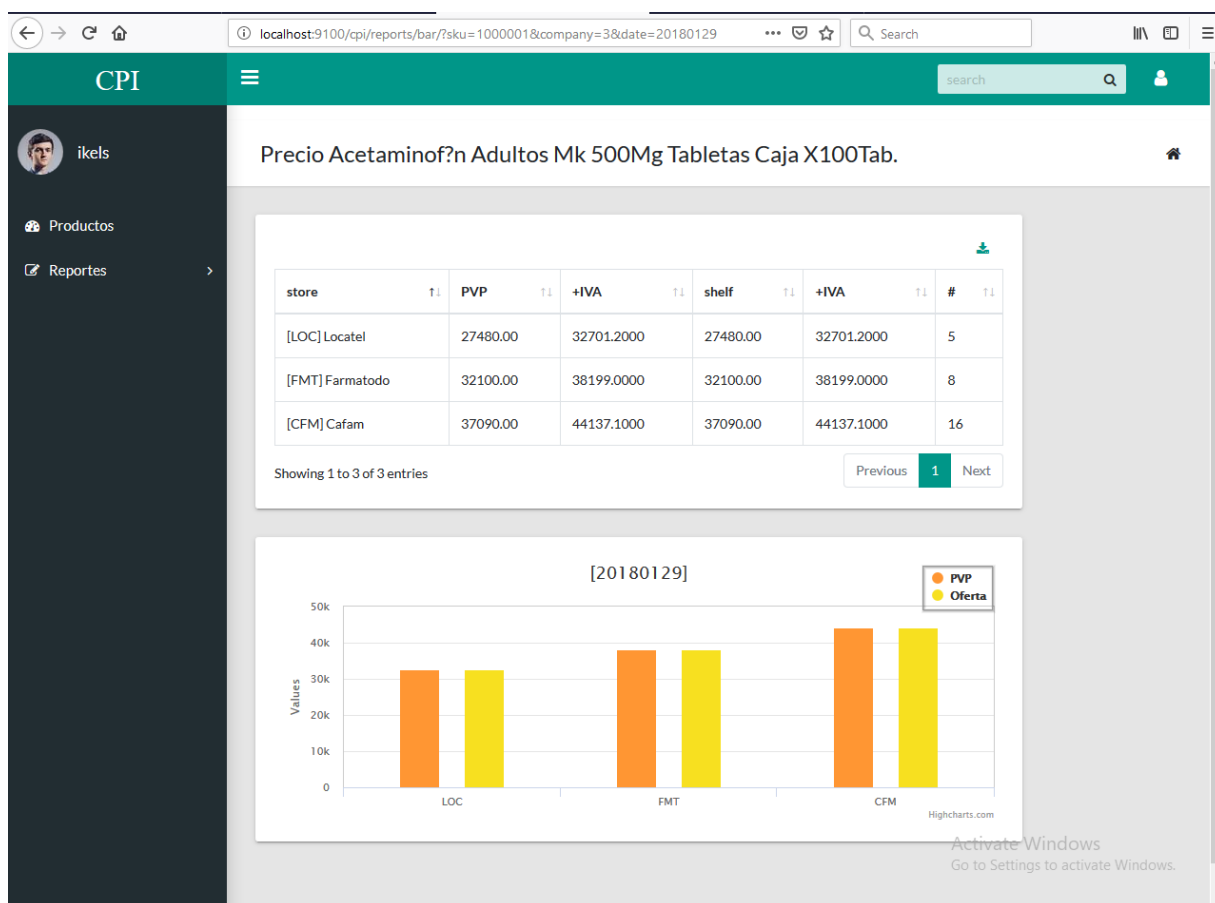 localhost:9100/cpi/reports/bar/?sku=1000001&company=3&date=20180129
Search
CPI
search
ikels
Precio Acetaminof?n Adultos Mk 500Mg Tabletas Caja X100Tab.
Productos
Reportes
store PVP +IVA shelf +IVA #
[LOC] Locatel 27480.00 32701.2000 27480.00 32701.2000 5
[FMT] Farmatodo 32100.00 38199.0000 32100.00 38199.0000 8
[CFM] Cafam 37090.00 44137.1000 37090.00 44137.1000 16
Showing 1 to 3 of 3 entries
Previous 1 Next
[20180129]
PVP
Oferta
50k
40k
30k
20k
10k
0
Values
LOC FMT CFM
Highcharts.com
Activate Windows
Go to Settings to activate Windows.